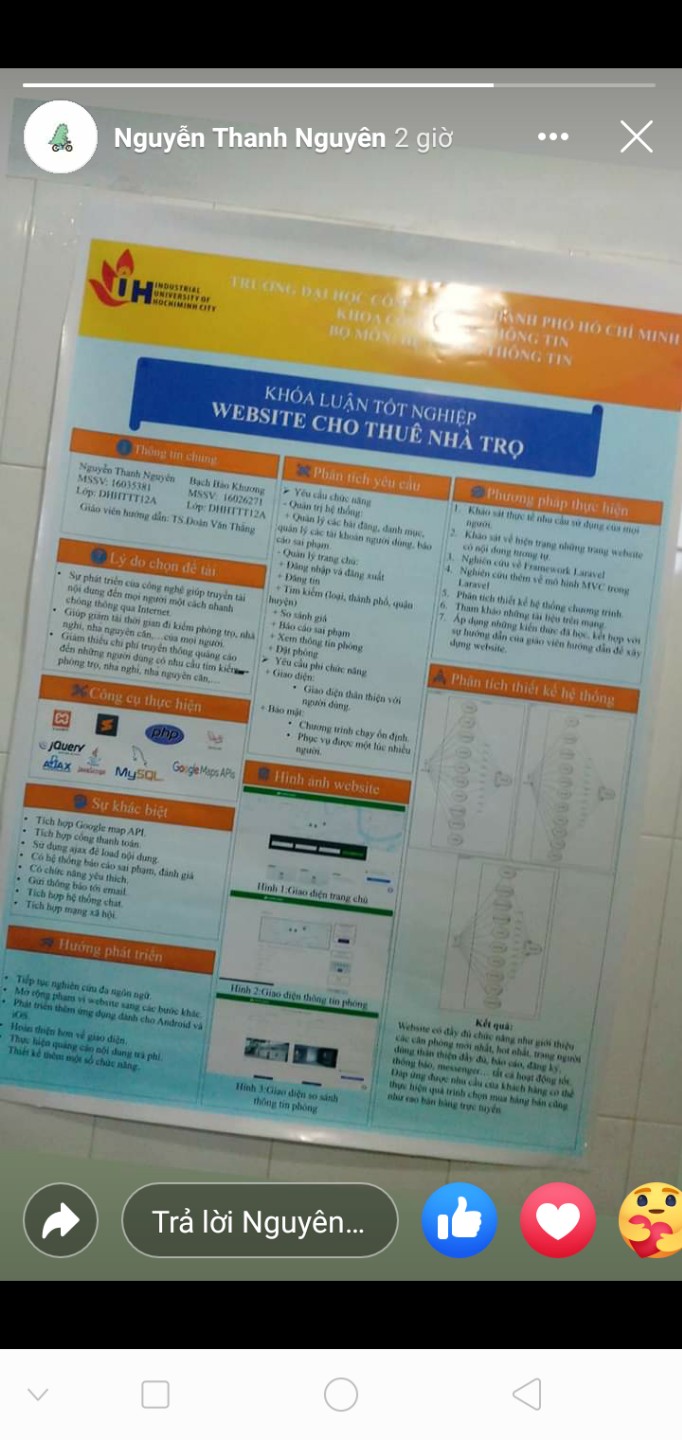 Nguyễn Thanh Nguyên 2 giờ
INDUSTRIAL
UNIVERSITY OF
HOCHIMINH CITY
TRƯỜNG ĐẠI HỌC CÔ
HÀNH PHỐ HỒ CHÍ MINH
KHOA C
HÔNG TIN
BỘ MÔN
THỐNG TIN
KHÓA LUẬN TỐT NGHIỆP
WEBSITE CHO THUÊ NHÀ TRỌ
Thông tin chung
Nguyễn Thanh Nguyên
MSSV: 16035381
Lớp: DHHTTT12A
Bạch Bảo Khương
MSSV: 16026271
Lớp: DHHTTT12A
Giáo viên hướng dẫn: TS.Đoàn Văn Thắng
Lý do chọn đề tài
• Sự phát triển của công nghệ giúp truyền tải
nội dung đến mọi người một cách nhanh
chóng thông qua Internet.
• Giúp giảm tải thời gian đi kiếm phòng trọ, nhà
nghỉ, nhà nguyên căn,... của mọi người.
• Giảm thiểu chi phí truyền thông quảng cáo
đến những người dùng có nhu cầu tìm kiếm
phòng trọ, nhà nghỉ, nhà nguyên căn,...
Công cụ thực hiện
php
jQuery
AJAX
JavaScript
MySQL
Google Maps APIs
Sự khác biệt
• Tích hợp Google map API.
• Tích hợp cổng thanh toán.
• Sử dụng ajax để load nội dung.
• Có hệ thống báo cáo sai phạm, đánh giá
• Có chức năng yêu thích.
• Gửi thông báo tới email.
• Tích hợp hệ thống chat.
• Tích hợp mạng xã hội.
Hướng phát triển
• Tiếp tục nghiên cứu đa ngôn ngữ.
• Mở rộng phạm vi website sang các bước khác.
• Phát triển thêm ứng dụng dành cho Android và
iOS.
Hoàn thiện hơn về giao diện.
Thực hiện quảng cáo nội dung trả phí.
Thiết kế thêm một số chức năng.
Phân tích yêu cầu
➢ Yêu cầu chức năng
- Quản trị hệ thống:
+ Quản lý các bài đăng, danh mục,
quản lý các tài khoản người dùng, báo
cáo sai phạm.
- Quản lý trang chủ:
+ Đăng nhập và đăng xuất
+ Đăng tin
+ Tìm kiếm (loại, thành phố, quận
huyện)
+ So sánh giá
+ Báo cáo sai phạm
+ Xem thông tin phòng
+ Đặt phòng
➢ Yêu cầu phi chức năng
+ Giao diện:
• Giao diện thân thiện với
người dùng.
+ Bảo mật:
• Chương trình chạy ổn định.
• Phục vụ được một lúc nhiều
người.
Hình ảnh website
Hình 1:Giao diện trang chủ
Hình 2:Giao diện thông tin phòng
Hình 3:Giao diện so sánh
thông tin phòng
Phương pháp thực hiện
1. Khảo sát thực tế nhu cầu sử dụng của mọi
người.
2. Khảo sát về hiện trạng những trang website
có nội dung tương tự.
3. Nghiên cứu về Framework Laravel
4. Nghiên cứu thêm về mô hình MVC trong
Laravel
5. Phân tích thiết kế hệ thống chương trình.
6. Tham khảo những tài liệu trên mạng.
7. Áp dụng những kiến thức đã học, kết hợp với
sự hướng dẫn của giáo viên hướng dẫn để xây
dựng website.
Phân tích thiết kế hệ thống
Kết quả:
Website có đầy đủ chức năng như giới thiệu
các căn phòng mới nhất, hot nhất, trang người
dùng thân thiện đầy đủ, báo cáo, đăng ký,
thông báo, messenger... tất cả hoạt động tốt.
Đáp ứng được nhu cầu của khách hàng có thể
thực hiện quá trình chọn mua hàng bán cũng
như rao bán hàng trực tuyến.
Trả lời Nguyên...